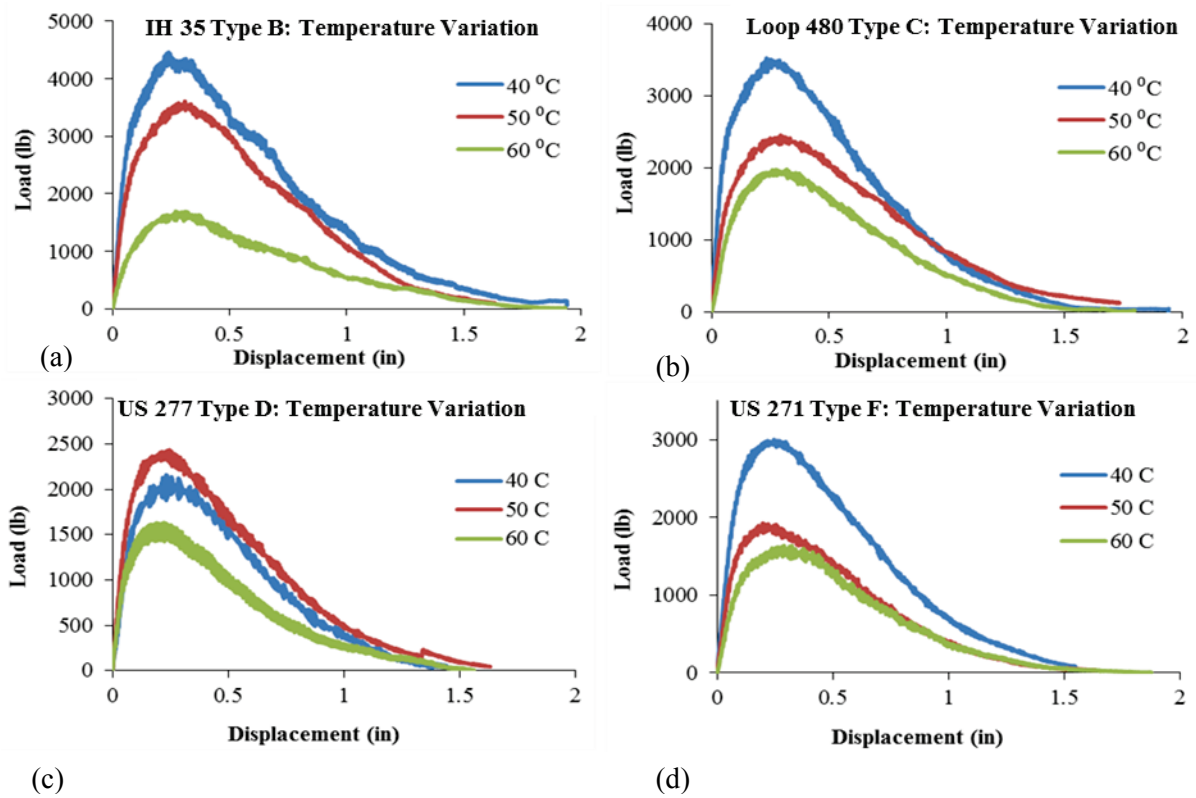 IH 35 Type B: Temperature Variation
5000
4000
3000
2000
1000
0
Load (lb)
40 ⁰C
50 ⁰C
60 ⁰C
0
0.5
1
1.5
2
Displacement (in)
(a)
Loop 480 Type C: Temperature Variation
4000
3000
2000
1000
0
Load (lb)
40 ⁰C
50 ⁰C
60 ⁰C
0
0.5
1
1.5
2
Displacement (in)
(b)
US 277 Type D: Temperature Variation
3000
2500
2000
1500
1000
500
0
Load (lb)
40 C
50 C
60 C
0
0.5
1
1.5
2
Displacement (in)
(c)
US 271 Type F: Temperature Variation
3000
2000
1000
0
Load (lb)
40 C
50 C
60 C
0
0.5
1
1.5
2
Displacement (in)
(d)